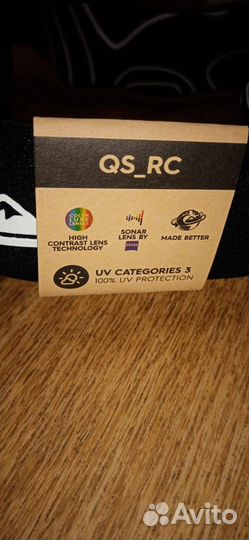 QS_RC
COLOR
LUXE
LENSES
HIGH
CONTRAST LENS
TECHNOLOGY
SONAR
LENS BY
ZEISS
MADE BETTER
UV CATEGORIES 3
100% UV PROTECTION
Avito